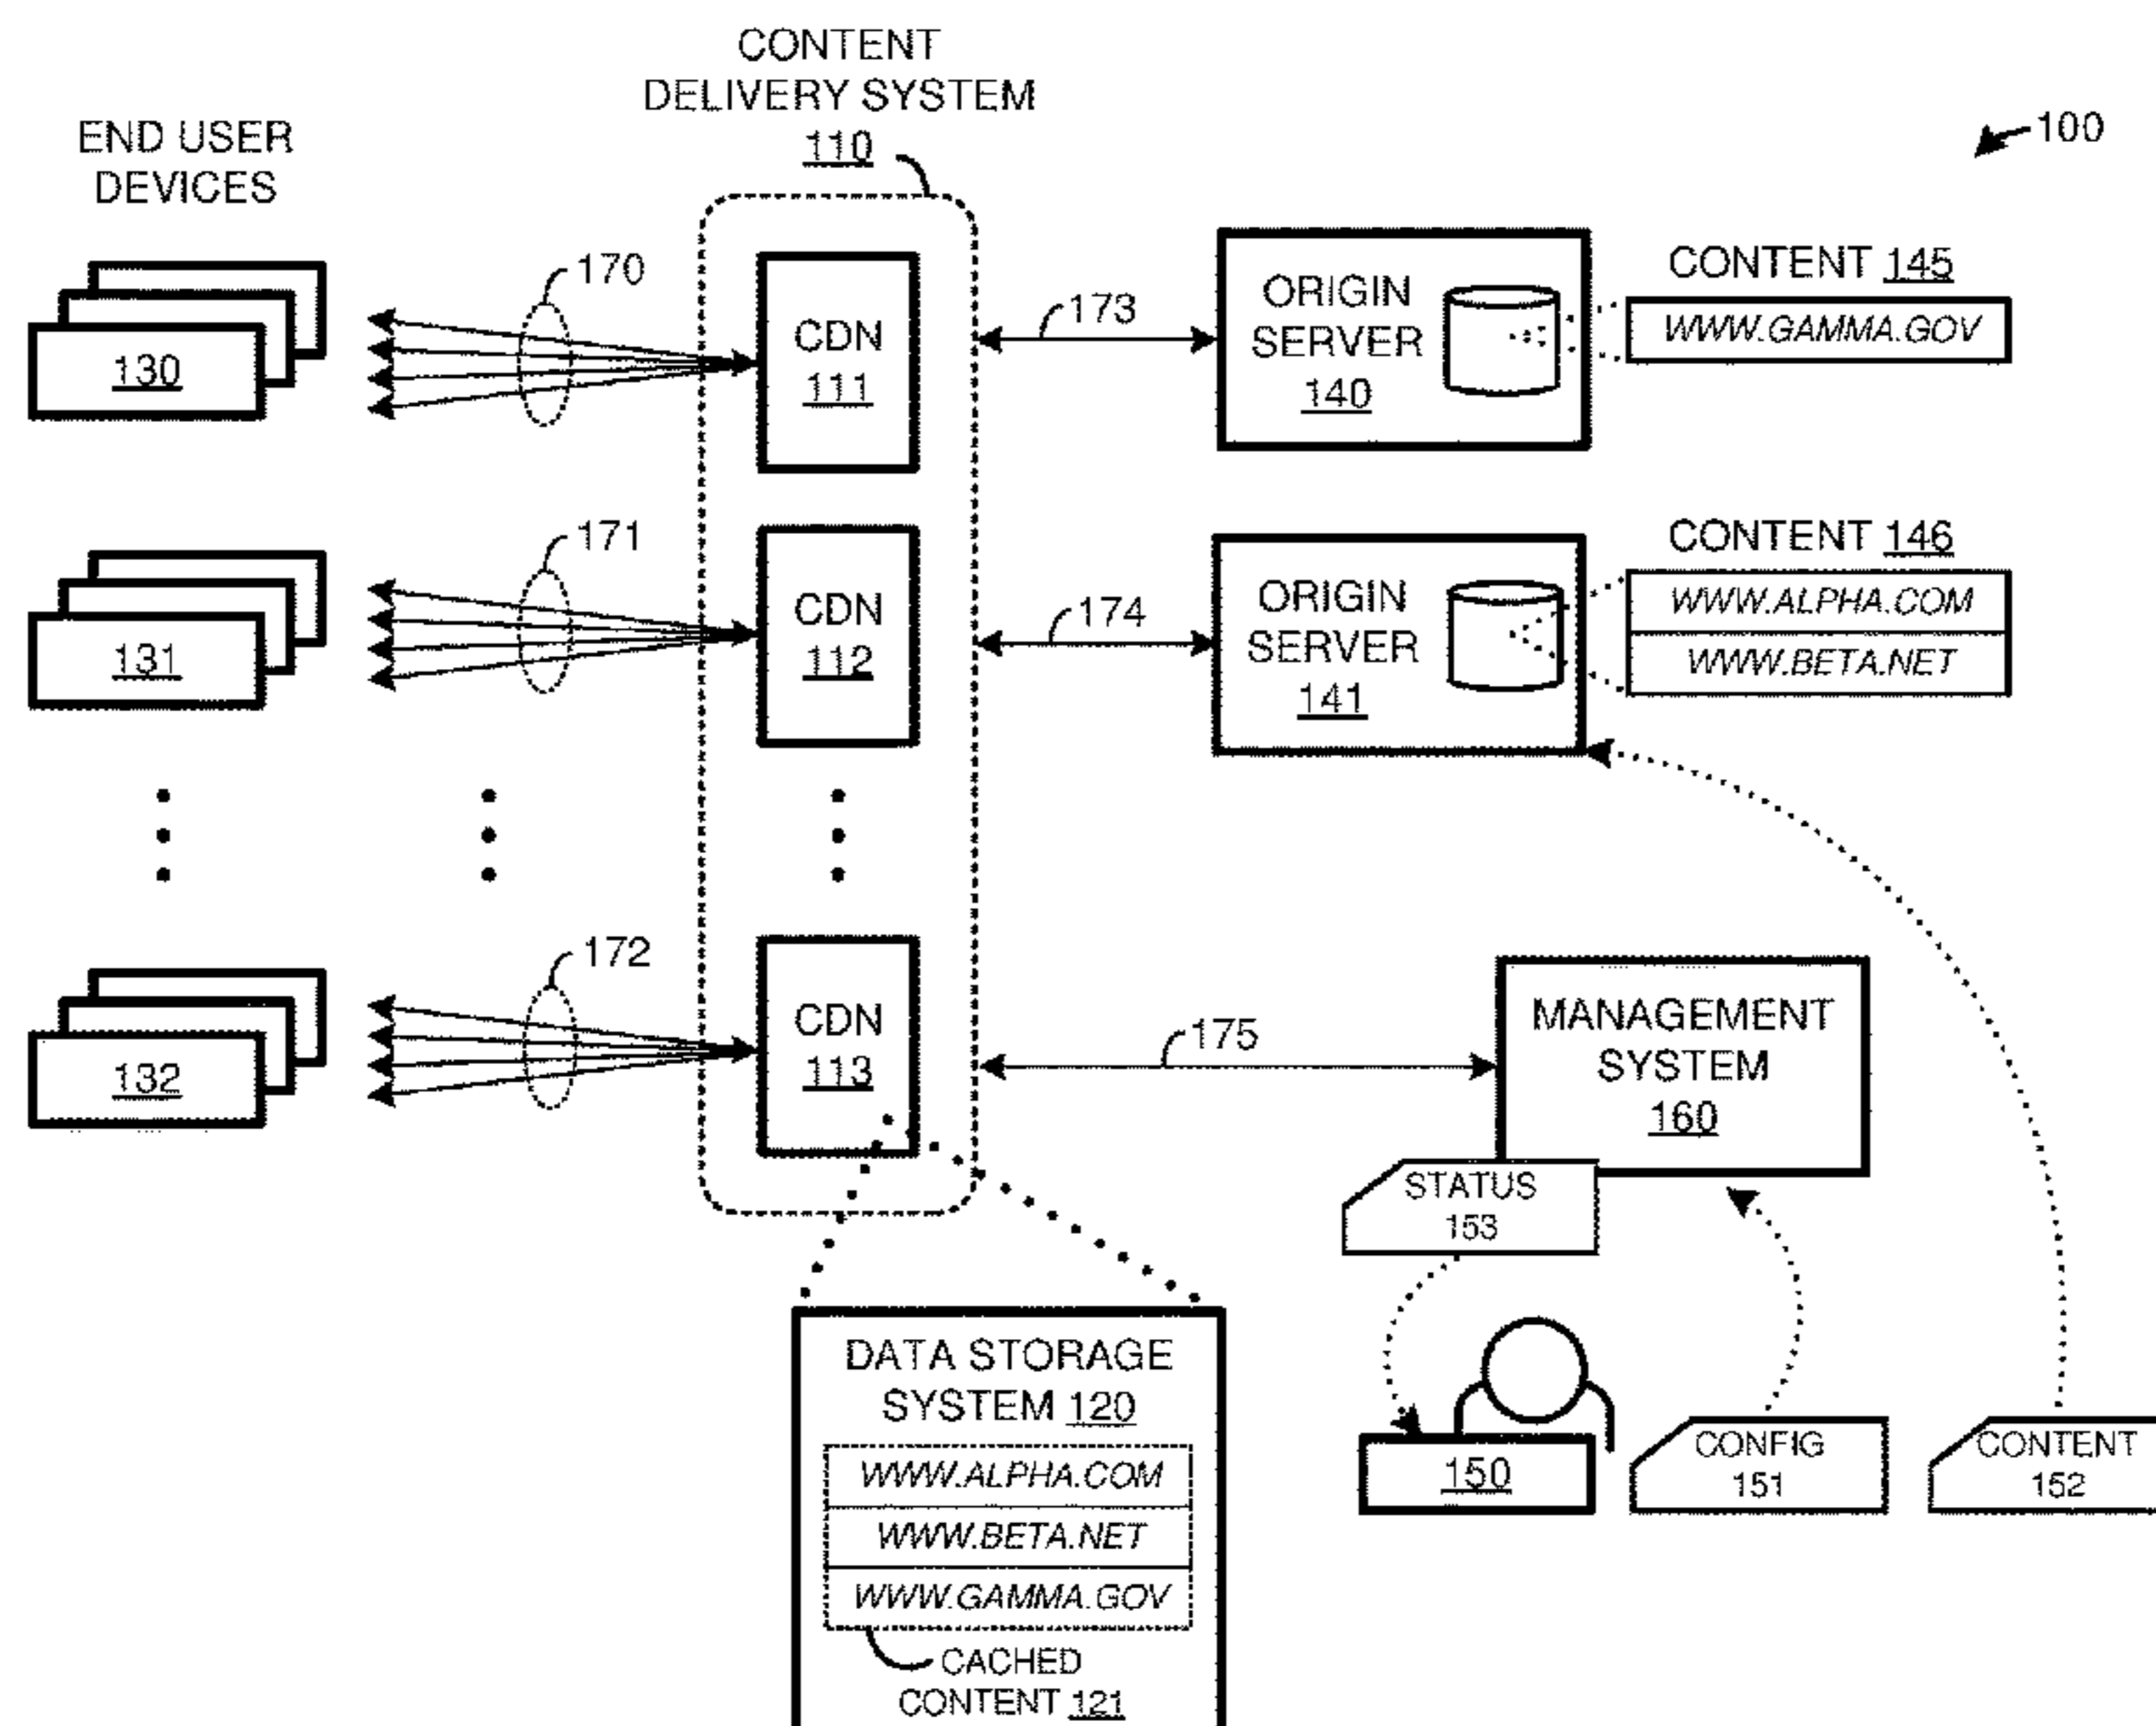 CONTENT
DELIVERY SYSTEM
110
END USER
DEVICES
100
130
170
CDN
111
173
ORIGIN
SERVER
140
CONTENT 145
WWW.GAMMA.GOV
131
171
CDN
112
174
ORIGIN
SERVER
141
CONTENT 146
WWW.ALPHA.COM
WWW.BETA.NET
132
172
CDN
113
175
MANAGEMENT
SYSTEM
160
STATUS
153
DATA STORAGE
SYSTEM 120
WWW.ALPHA.COM
WWW.BETA.NET
WWW.GAMMA.GOV
CACHED
CONTENT 121
150
CONFIG
151
CONTENT
152